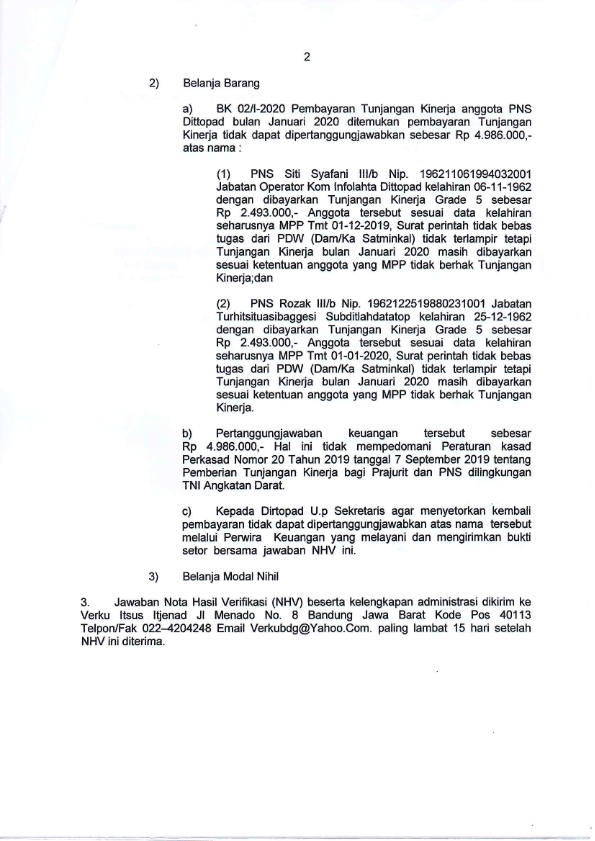 2
2) Belanja Barang
a) BK 02/I-2020 Pembayaran Tunjangan Kinerja anggota PNS
Dittopad bulan Januari 2020 ditemukan pembayaran Tunjangan
Kinerja tidak dapat dipertanggungjawabkan sebesar Rp 4.986.000,-
atas nama :
(1) PNS Siti Syafani III/b Nip. 196211061994032001
Jabatan Operator Kom Infolahta Dittopad kelahiran 06-11-1962
dengan dibayarkan Tunjangan Kinerja Grade 5 sebesar
Rp 2.493.000,- Anggota tersebut sesuai data kelahiran
seharusnya MPP Tmt 01-12-2019, Surat perintah tidak bebas
tugas dari PDW (Dam/Ka Satminkal) tidak terlampir tetapi
Tunjangan Kinerja bulan Januari 2020 masih dibayarkan
sesuai ketentuan anggota yang MPP tidak berhak Tunjangan
Kinerja;dan
(2) PNS Rozak III/b Nip. 1962122519880231001 Jabatan
Turhitsituasibaggesi Subditlahdatatop kelahiran 25-12-1962
dengan dibayarkan Tunjangan Kinerja Grade 5 sebesar
Rp 2.493.000,- Anggota tersebut sesuai data kelahiran
seharusnya MPP Tmt 01-01-2020, Surat perintah tidak bebas
tugas dari PDW (Dam/Ka Satminkal) tidak terlampir tetapi
Tunjangan Kinerja bulan Januari 2020 masih dibayarkan
sesuai ketentuan anggota yang MPP tidak berhak Tunjangan
Kinerja.
b) Pertanggungjawaban keuangan tersebut sebesar
Rp 4.986.000,- Hal ini tidak mempedomani Peraturan kasad
Perkasad Nomor 20 Tahun 2019 tanggal 7 September 2019 tentang
Pemberian Tunjangan Kinerja bagi Prajurit dan PNS dilingkungan
TNI Angkatan Darat.
c) Kepada Dirtopad U.p Sekretaris agar menyetorkan kembali
pembayaran tidak dapat dipertanggungjawabkan atas nama tersebut
melalui Perwira Keuangan yang melayani dan mengirimkan bukti
setor bersama jawaban NHV ini.
3) Belanja Modal Nihil
3. Jawaban Nota Hasil Verifikasi (NHV) beserta kelengkapan administrasi dikirim ke
Verku Itsus Itjenad Jl Menado No. 8 Bandung Jawa Barat Kode Pos 40113
Telpon/Fak 022–4204248 Email Verkubdg@Yahoo.Com. paling lambat 15 hari setelah
NHV ini diterima.